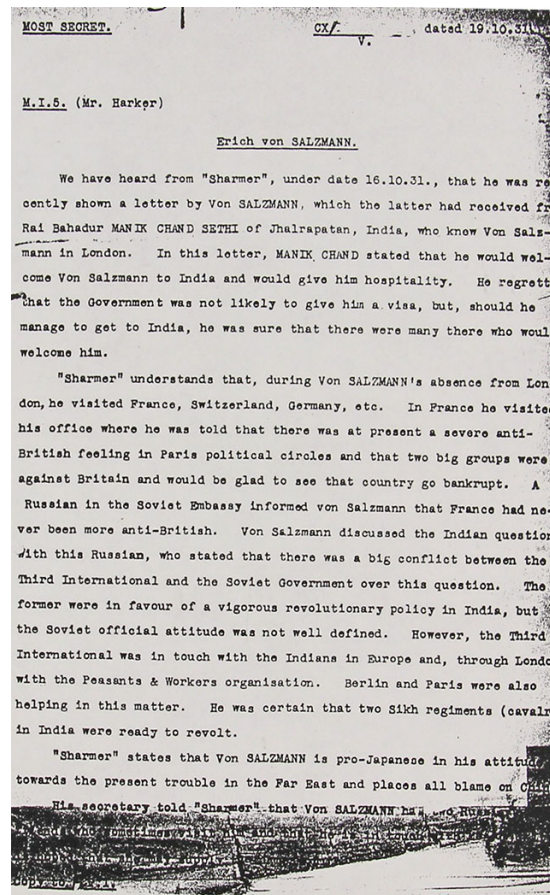 MOST SECRET.
CX/ dated 19.10.31
V.
M.I.5. (Mr. Harker)
Erich von SALZMANN.
We have heard from "Sharmer", under date 16.10.31., that he was re
cently shown a letter by Von SALZMANN, which the latter had received fr
Rai Bahadur MANIK CHAND SETHI of Jhalrapatan, India, who knew Von Salz-
mann in London. In this letter, MANIK CHAND stated that he would wel-
come Von Salzmann to India and would give him hospitality. He regrett
that the Government was not likely to give him a visa, but, should he
manage to get to India, he was sure that there were many there who woul
welcome him.
"Sharmer" understands that, during Von SALZMANN's absence from Lon
don, he visited France, Switzerland, Germany, etc. In France he visited
his office where he was told that there was at present a severe anti-
British feeling in Paris political circles and that two big groups were
against Britain and would be glad to see that country go bankrupt. A
Russian in the Soviet Embassy informed von Salzmann that France had ne-
ver been more anti-British. Von Salzmann discussed the Indian question
with this Russian, who stated that there was a big conflict between the
Third International and the Soviet Government over this question. The
former were in favour of a vigorous revolutionary policy in India, but
the Soviet official attitude was not well defined. However, the Third
International was in touch with the Indians in Europe and, through Londo
with the Peasants & Workers organisation. Berlin and Paris were also
helping in this matter. He was certain that two Sikh regiments (cavalr
in India were ready to revolt.
"Sharmer" states that Von SALZMANN is pro-Japanese in his attitude
towards the present trouble in the Far East and places all blame on
His secretary told "Sharmer" that Von SALZMANN has two
who sometimes visit him and that he is in touch with